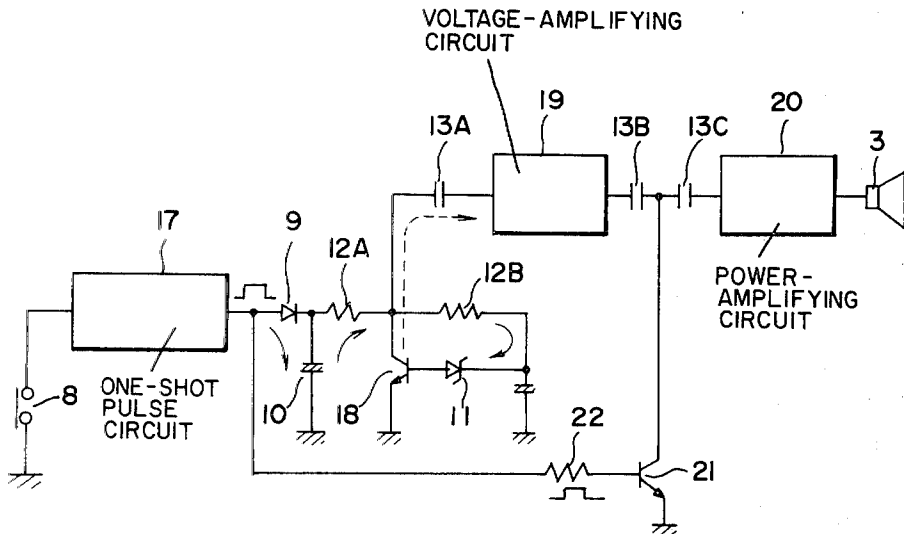 VOLTAGE-AMPLIFYING
CIRCUIT
19
20
13A
13B
13C
3
17
9
12A
12B
POWER-
AMPLIFYING
CIRCUIT
8
ONE-SHOT
PULSE
CIRCUIT
10
18
11
22
21